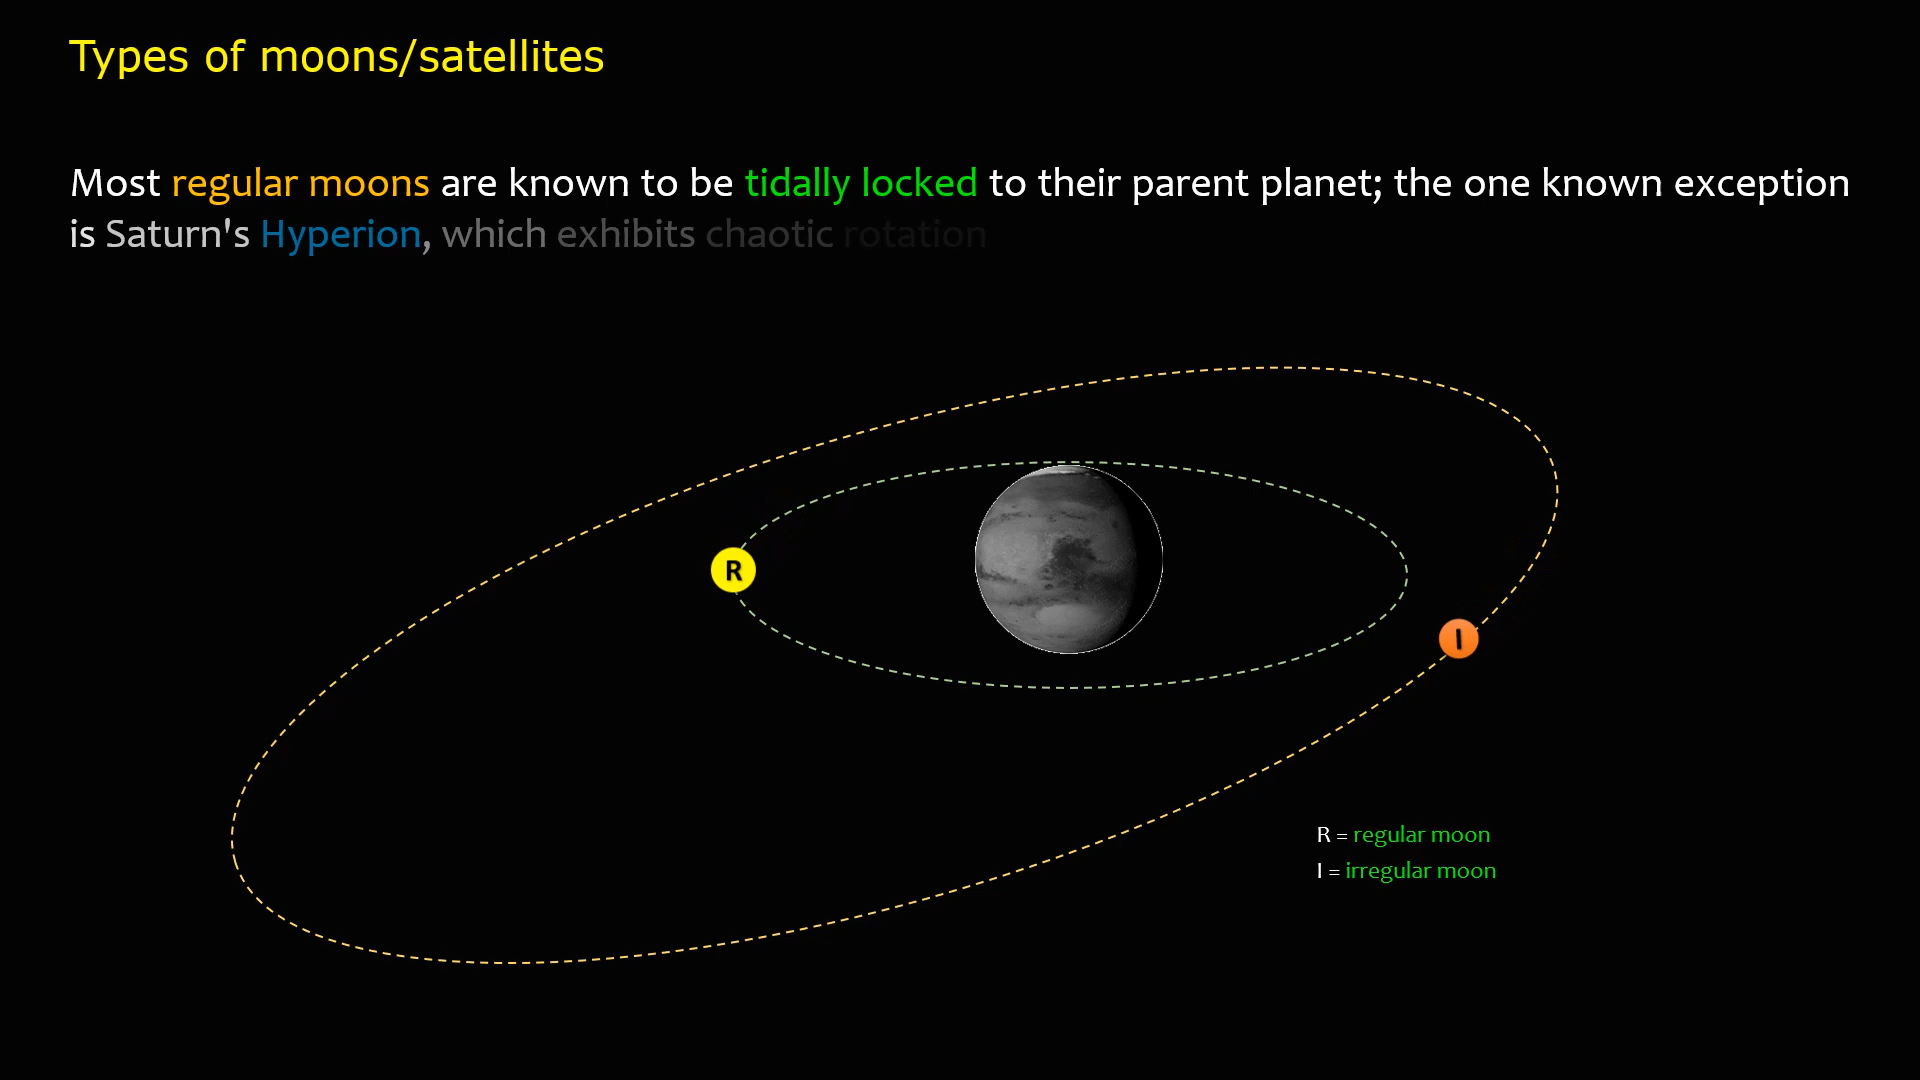 Types of moons/satellites
Most regular moons are known to be tidally locked to their parent planet; the one known exception
is Saturn's Hyperion, which exhibits chaotic rotation
R
I
R = regular moon
I = irregular moon